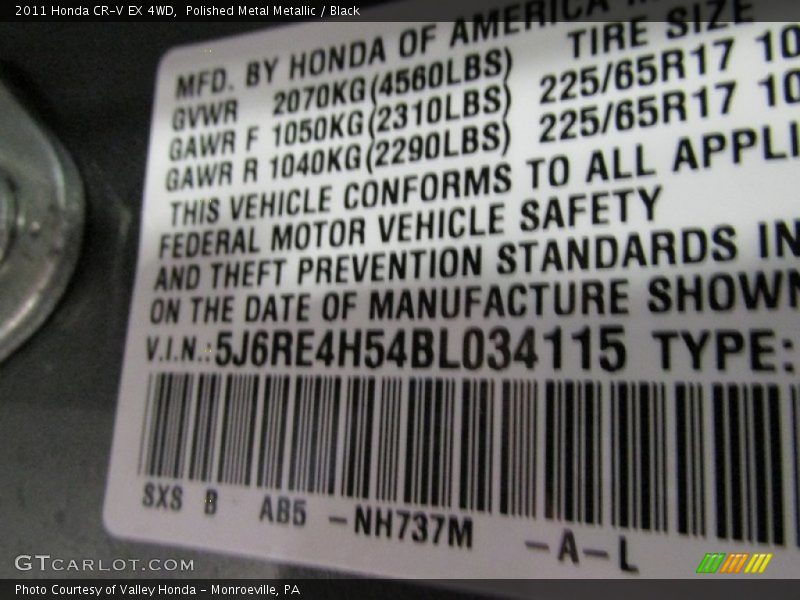 2011 Honda CR-V EX 4WD, Polished Metal Metallic / Black
MFD. BY HONDA OF AMERICA
TIRE SIZE
GVWR 2070KG(4560LBS)
GAWR F 1050KG(2310LBS) 225/65R17 10
GAWR R 1040KG(2290LBS) 225/65R17 10
THIS VEHICLE CONFORMS TO ALL APPLI
FEDERAL MOTOR VEHICLE SAFETY
AND THEFT PREVENTION STANDARDS IN
ON THE DATE OF MANUFACTURE SHOWN
V.I.N.:5J6RE4H54BL034115 TYPE:
SXS B AB5 -NH737M -A-L
GTCARLOT.COM
Photo Courtesy of Valley Honda - Monroeville, PA